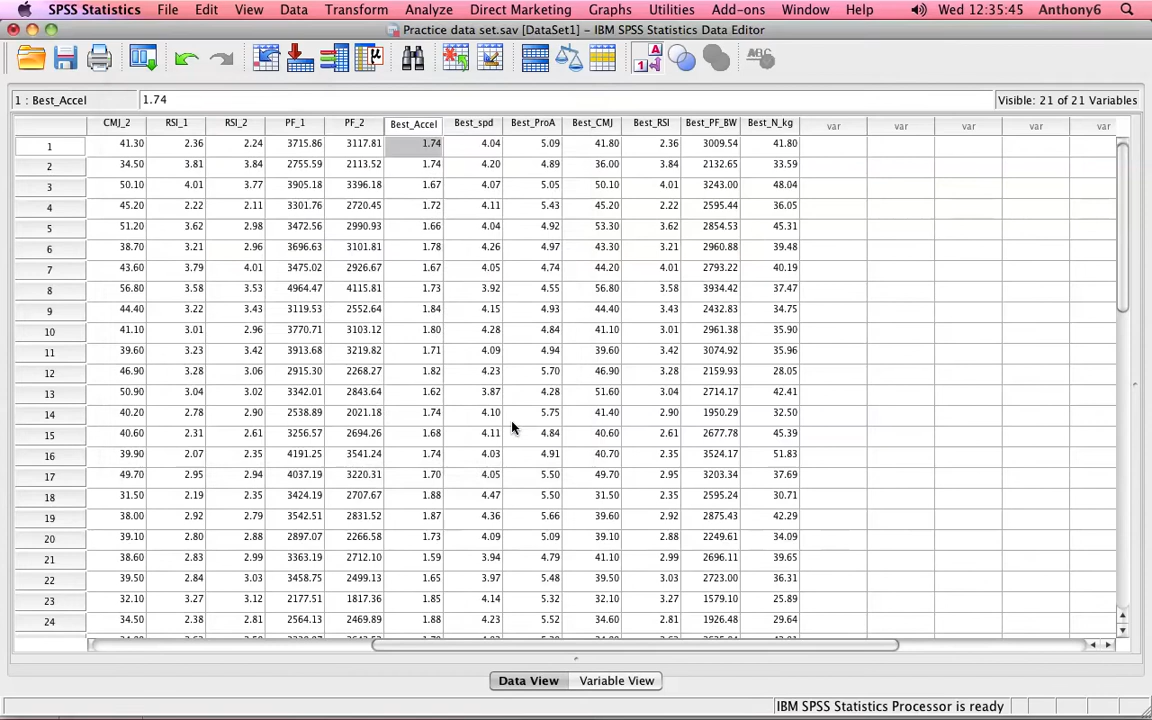 SPSS Statistics File Edit View Data Transform Analyze Direct Marketing Graphs Utilities Add-ons Window Help Wed 12:35:45 Anthony6
Practice data set.sav [DataSet1] – IBM SPSS Statistics Data Editor
A
1
ABC
1 : Best_Accel 1.74 Visible: 21 of 21 Variables
CMJ_2 RSI_1 RSI_2 PF_1 PF_2 Best_Accel Best_spd Best_ProA Best_CMJ Best_RSI Best_PF_BW Best_N_kg var var var var var
1 41.30 2.36 2.24 3715.86 3117.81 1.74 4.04 5.09 41.80 2.36 3009.54 41.80
2 34.50 3.81 3.84 2755.59 2113.52 1.74 4.20 4.89 36.00 3.84 2132.65 33.59
3 50.10 4.01 3.77 3905.18 3396.18 1.67 4.07 5.05 50.10 4.01 3243.00 48.04
4 45.20 2.22 2.11 3301.76 2720.45 1.72 4.11 5.43 45.20 2.22 2595.44 36.05
5 51.20 3.62 2.98 3472.56 2990.93 1.66 4.04 4.92 53.30 3.62 2854.53 45.31
6 38.70 3.21 2.96 3696.63 3101.81 1.78 4.26 4.97 43.30 3.21 2960.88 39.48
7 43.60 3.79 4.01 3475.02 2926.67 1.67 4.05 4.74 44.20 4.01 2793.22 40.19
8 56.80 3.58 3.53 4964.47 4115.81 1.73 3.92 4.55 56.80 3.58 3934.42 37.47
9 44.40 3.22 3.43 3119.53 2552.64 1.84 4.15 4.93 44.40 3.43 2432.83 34.75
10 41.10 3.01 2.96 3770.71 3103.12 1.80 4.28 4.84 41.10 3.01 2961.38 35.90
11 39.60 3.23 3.42 3913.68 3219.82 1.71 4.09 4.94 39.60 3.42 3074.92 35.96
12 46.90 3.28 3.06 2915.30 2268.27 1.82 4.23 5.70 46.90 3.28 2159.93 28.05
13 50.90 3.04 3.02 3342.01 2843.64 1.62 3.87 4.28 51.60 3.04 2714.17 42.41
14 40.20 2.78 2.90 2538.89 2021.18 1.74 4.10 5.75 41.40 2.90 1950.29 32.50
15 40.60 2.31 2.61 3256.57 2694.26 1.68 4.11 4.84 40.60 2.61 2677.78 45.39
16 39.90 2.07 2.35 4191.25 3541.24 1.74 4.03 4.91 40.70 2.35 3524.17 51.83
17 49.70 2.95 2.94 4037.19 3220.31 1.70 4.05 5.50 49.70 2.95 3203.34 37.69
18 31.50 2.19 2.35 3424.19 2707.67 1.88 4.47 5.50 31.50 2.35 2595.24 30.71
19 38.00 2.92 2.79 3542.51 2831.52 1.87 4.36 5.66 39.60 2.92 2875.43 42.29
20 39.10 2.80 2.88 2897.07 2266.58 1.73 4.09 5.09 39.10 2.88 2249.61 34.09
21 38.60 2.83 2.99 3363.19 2712.10 1.59 3.94 4.79 41.10 2.99 2696.11 39.65
22 39.50 2.84 3.03 3458.75 2499.13 1.65 3.97 5.48 39.50 3.03 2723.00 36.31
23 32.10 3.27 3.12 2177.51 1817.36 1.85 4.14 5.32 32.10 3.27 1579.10 25.89
24 34.50 2.38 2.81 2564.13 2469.89 1.88 4.23 5.52 34.60 2.81 1926.48 29.64
Data View Variable View
IBM SPSS Statistics Processor is ready